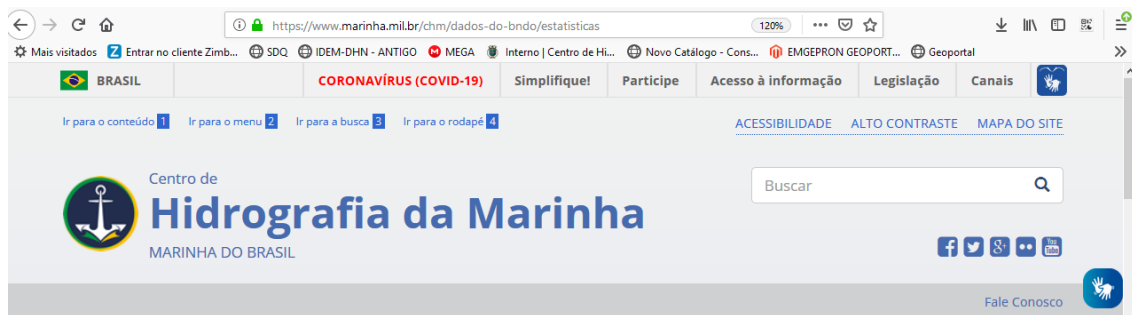 https://www.marinha.mil.br/chm/dados-do-bndo/estatisticas 120%
Mais visitados Entrar no cliente Zimb... SDQ IDEM-DHN - ANTIGO MEGA Interno | Centro de Hi... Novo Catálogo - Cons... EMGEPRON GEOPORT... Geoportal
BRASIL CORONAVÍRUS (COVID-19) Simplifique! Participe Acesso à informação Legislação Canais
Ir para o conteúdo 1 Ir para o menu 2 Ir para a busca 3 Ir para o rodapé 4 ACESSIBILIDADE ALTO CONTRASTE MAPA DO SITE
Centro de
Hidrografia da Marinha
MARINHA DO BRASIL
Buscar
Fale Conosco